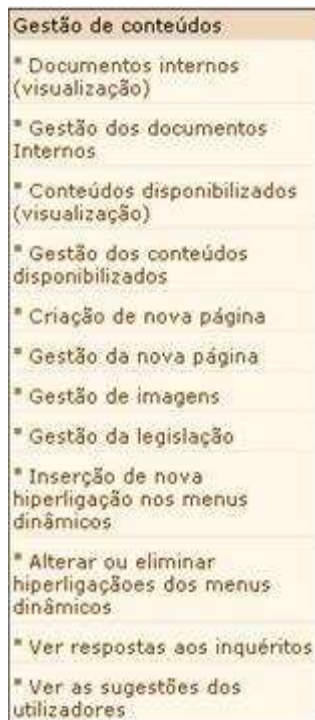 Gestão de conteúdos
* Documentos internos
(visualização)
* Gestão dos documentos
Internos
* Conteúdos disponibilizados
(visualização)
* Gestão dos conteúdos
disponibilizados
* Criação de nova página
* Gestão da nova página
* Gestão de imagens
* Gestão da legislação
* Inserção de nova
hiperligação nos menus
dinâmicos
* Alterar ou eliminar
hiperligaçãoes dos menus
dinâmicos
* Ver respostas aos inquéritos
* Ver as sugestões dos
utilizadores